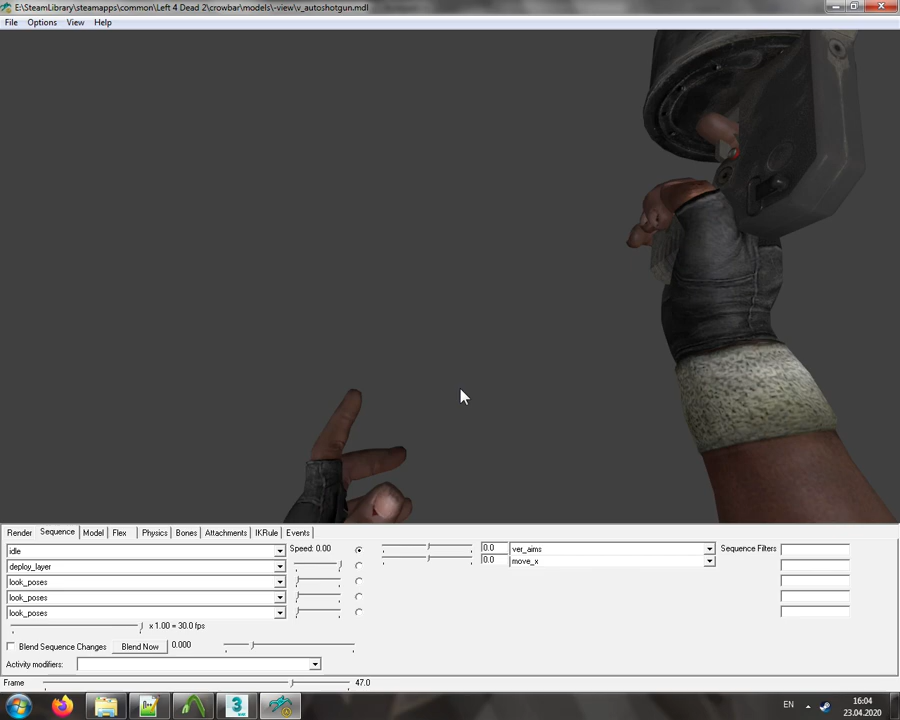 E:\SteamLibrary\steamapps\common\Left 4 Dead 2\crowbar\models\-view\v_autoshotgun.mdl
File Options View Help
Render Sequence Model Flex Physics Bones Attachments IKRule Events
idle Speed: 0.00 0.0 ver_aims Sequence Filters
deploy_layer 0.0 move_x
look_poses
look_poses
look_poses
x 1.00 = 30.0 fps
Blend Sequence Changes Blend Now 0.000
Activity modifiers:
Frame 47.0
EN 16:04
23.04.2020